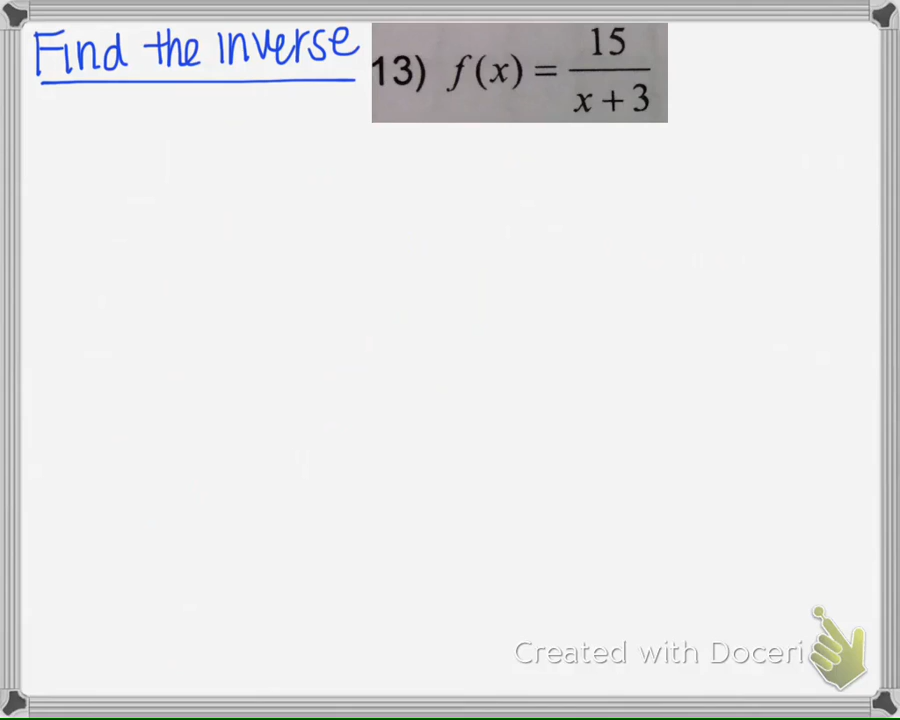 Find the inverse 13) f(x) = 15/(x + 3)
Created with Doceri